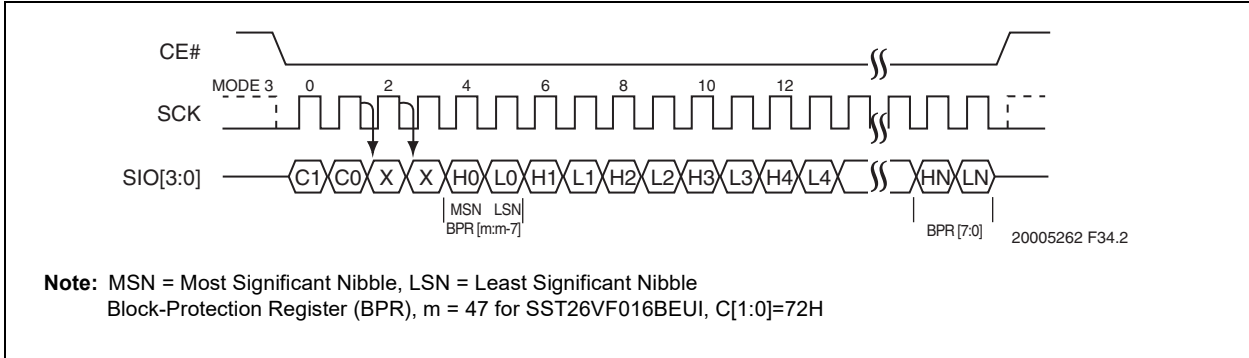 CE#
MODE 3 0 2 4 6 8 10 12
SCK
SIO[3:0] C1 C0 X X H0 L0 H1 L1 H2 L2 H3 L3 H4 L4 HN LN
MSN LSN
BPR [m:m-7]
BPR [7:0]
20005262 F34.2
Note: MSN = Most Significant Nibble, LSN = Least Significant Nibble
Block-Protection Register (BPR), m = 47 for SST26VF016BEUI, C[1:0]=72H